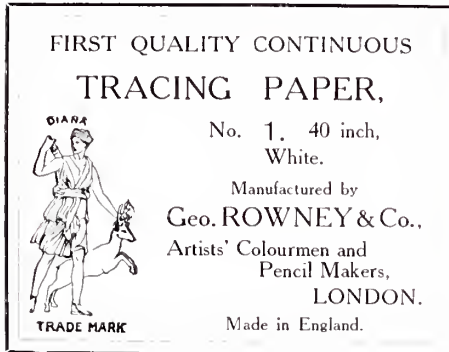 FIRST QUALITY CONTINUOUS
TRACING PAPER,
DIANA
No. 1. 40 inch,
White.
Manufactured by
Geo. ROWNEY & Co.,
Artists' Colourmen and
Pencil Makers,
LONDON.
TRADE MARK
Made in England.